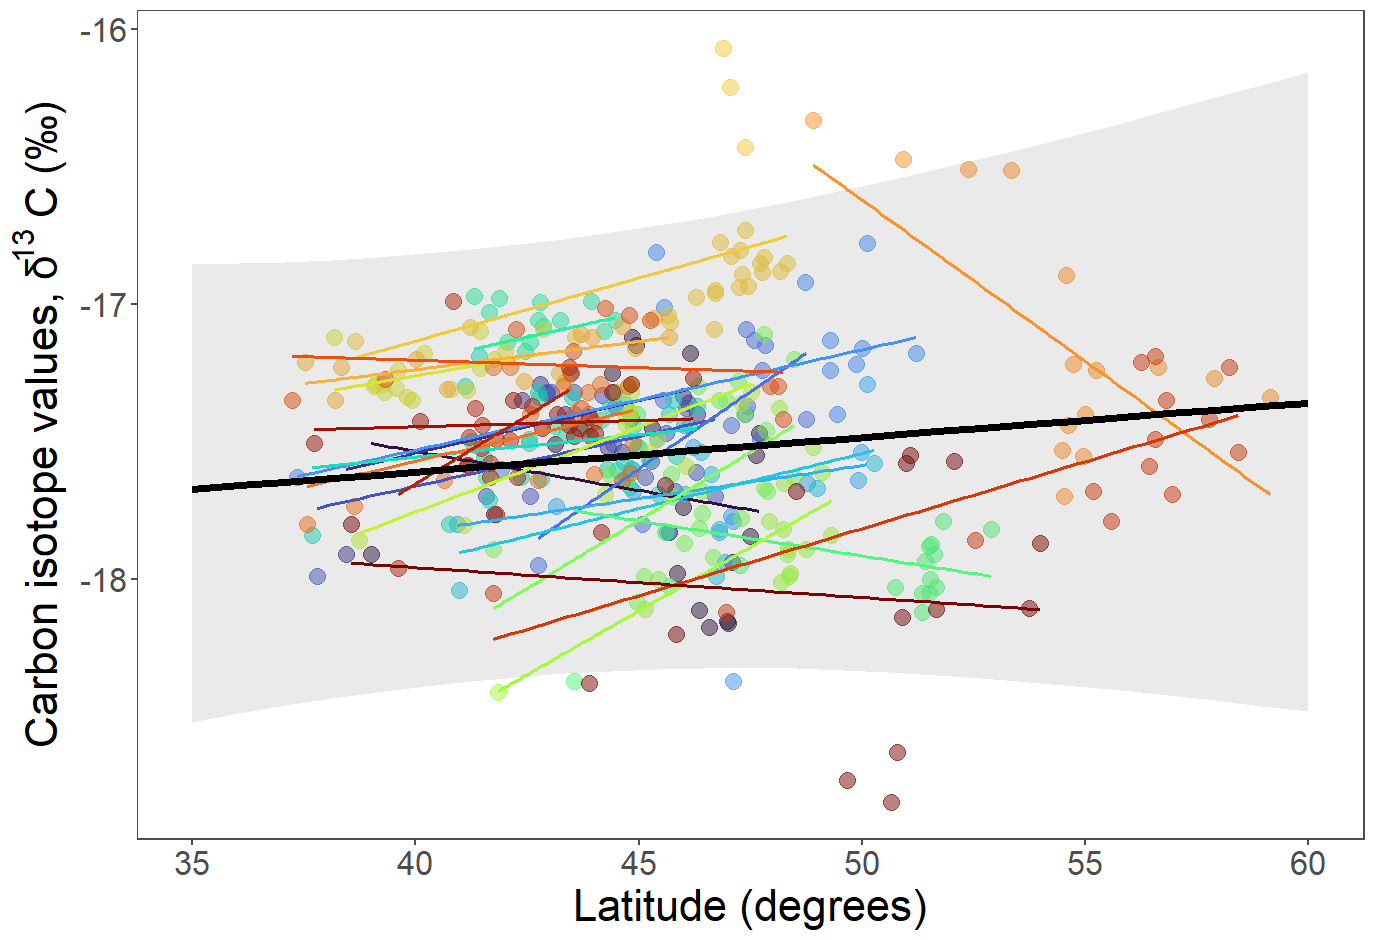 Carbon isotope values, δ¹³ C (‰)
-16
-17
-18
35 40 45 50 55 60
Latitude (degrees)